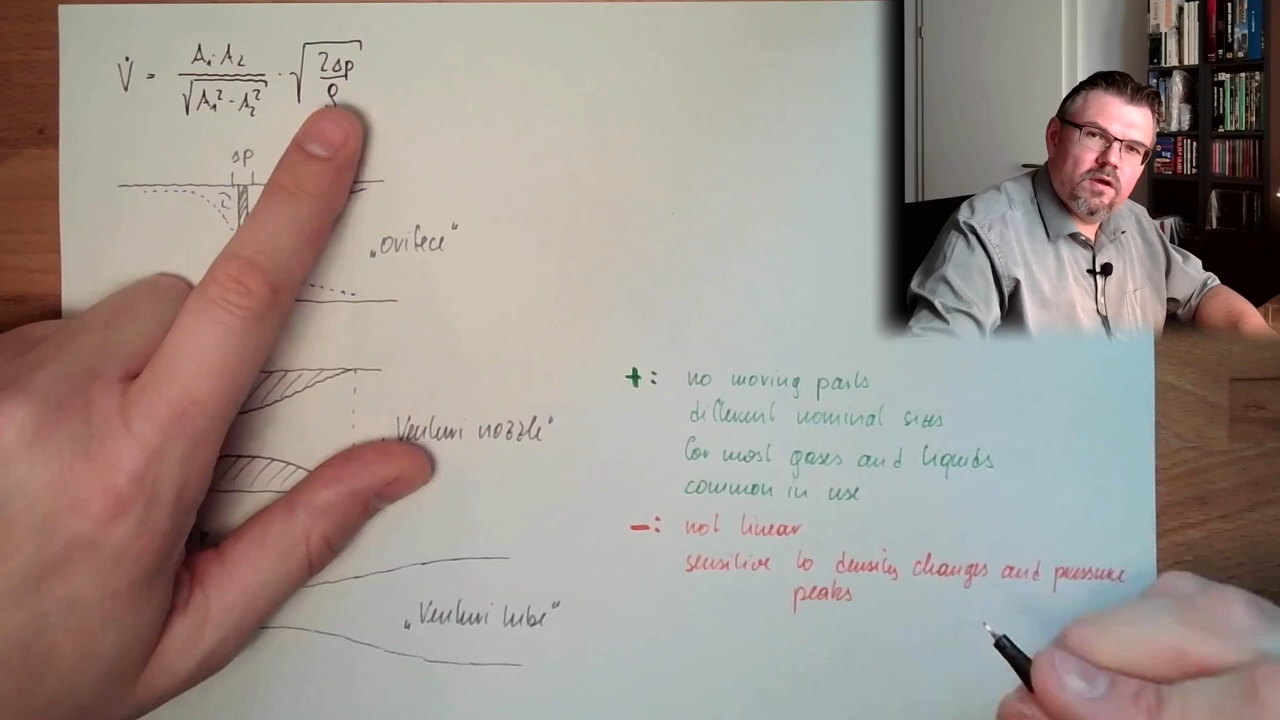 V̇ = A₁·A₂ / √(A₁² - A₂²) · √(2Δp / ρ)
Δp
„orifece“
„Venturi nozzle“
„Venturi tube“
+: no moving parts
different nominal sizes
for most gases and liquids
common in use
-: not linear
sensitive to density changes and pressure
peaks